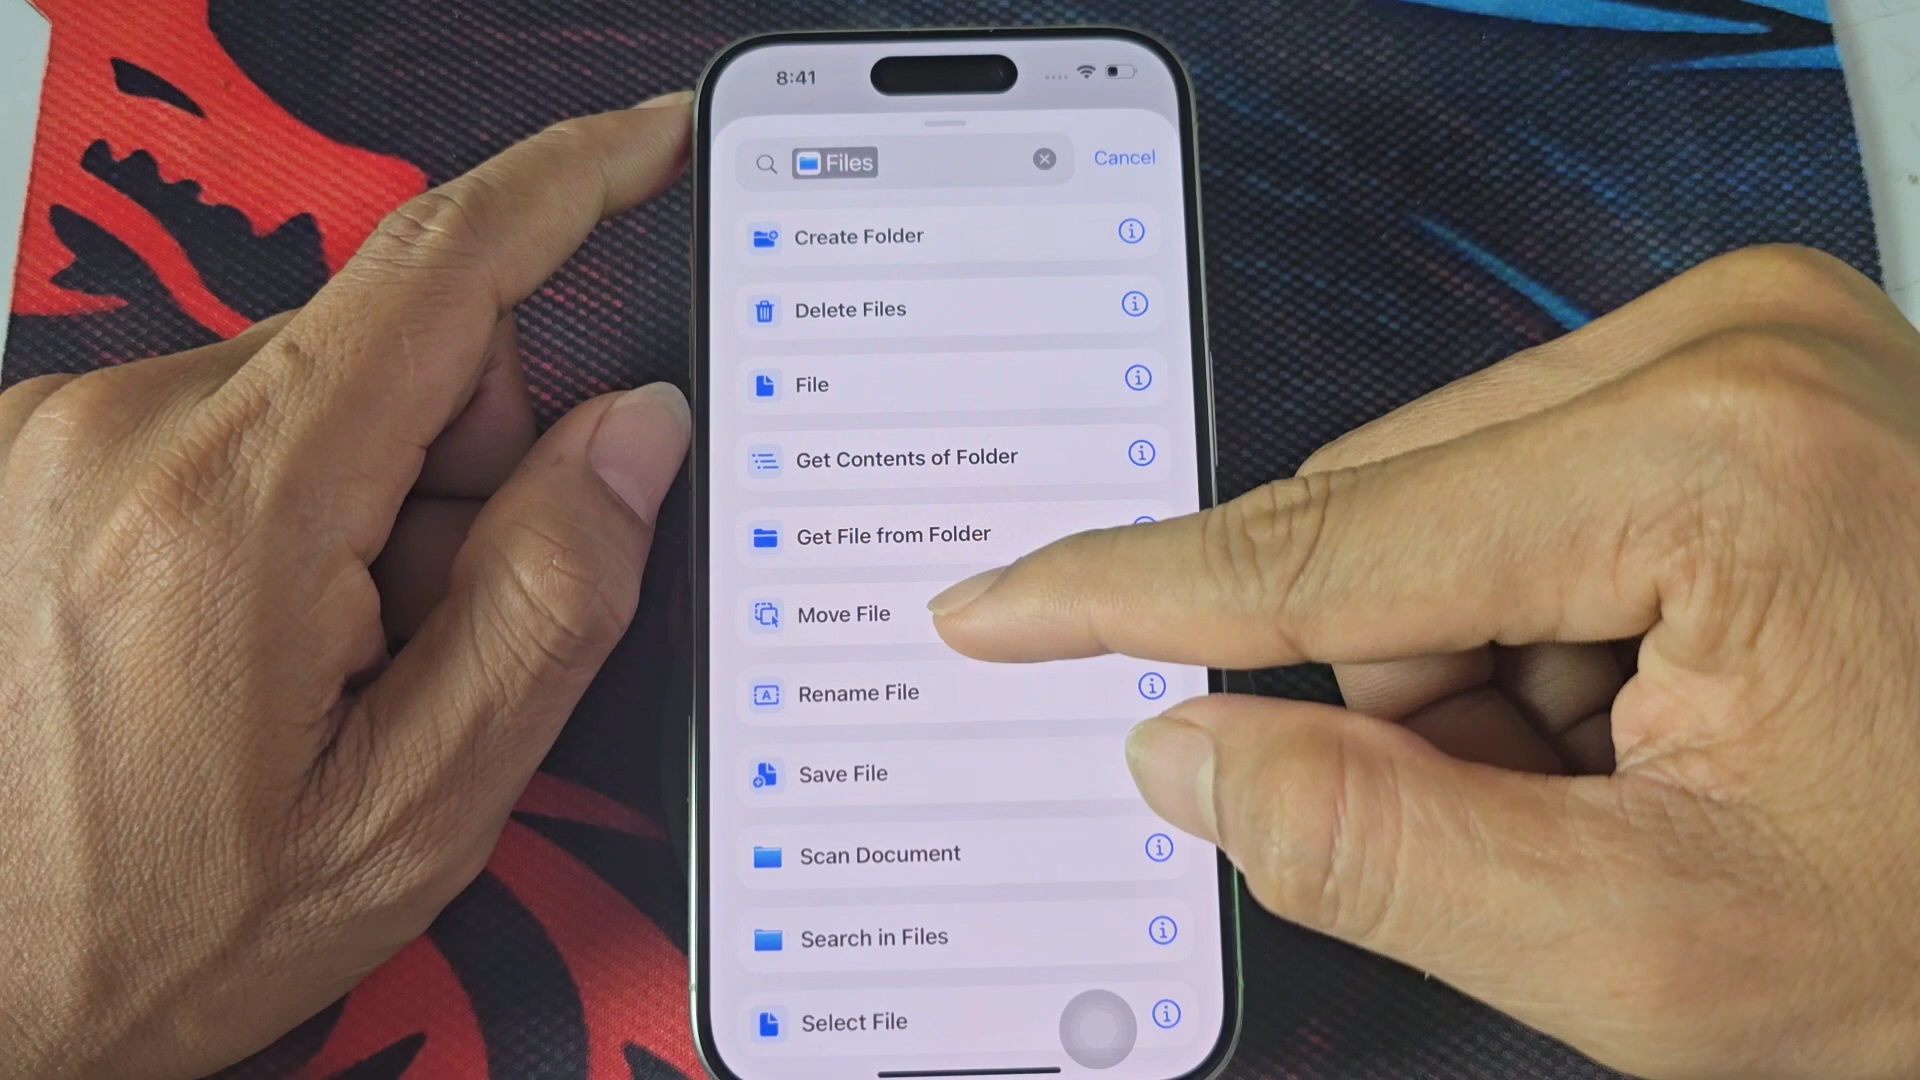 8:41
Files
Cancel
Create Folder
Delete Files
File
Get Contents of Folder
Get File from Folder
Move File
Rename File
Save File
Scan Document
Search in Files
Select File